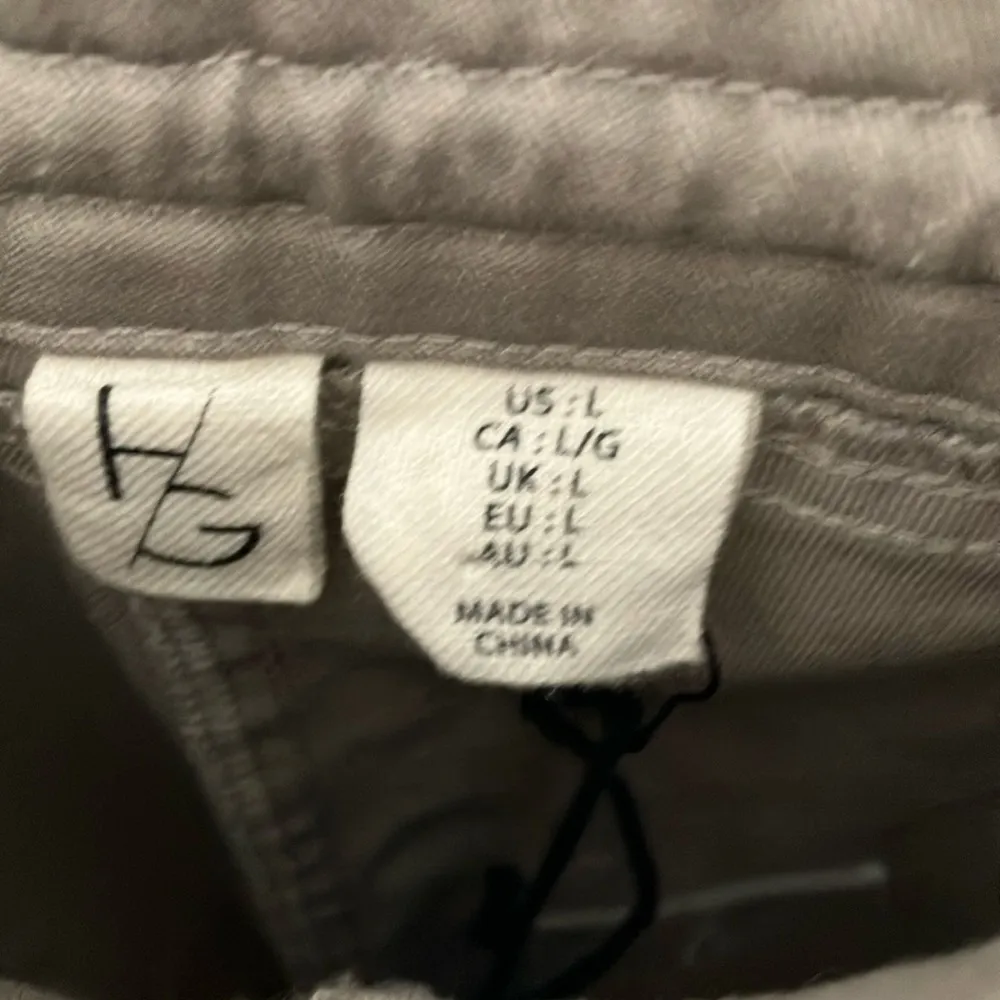 H/G
US : L
CA : L/G
UK : L
EU : L
AU : L
MADE IN
CHINA